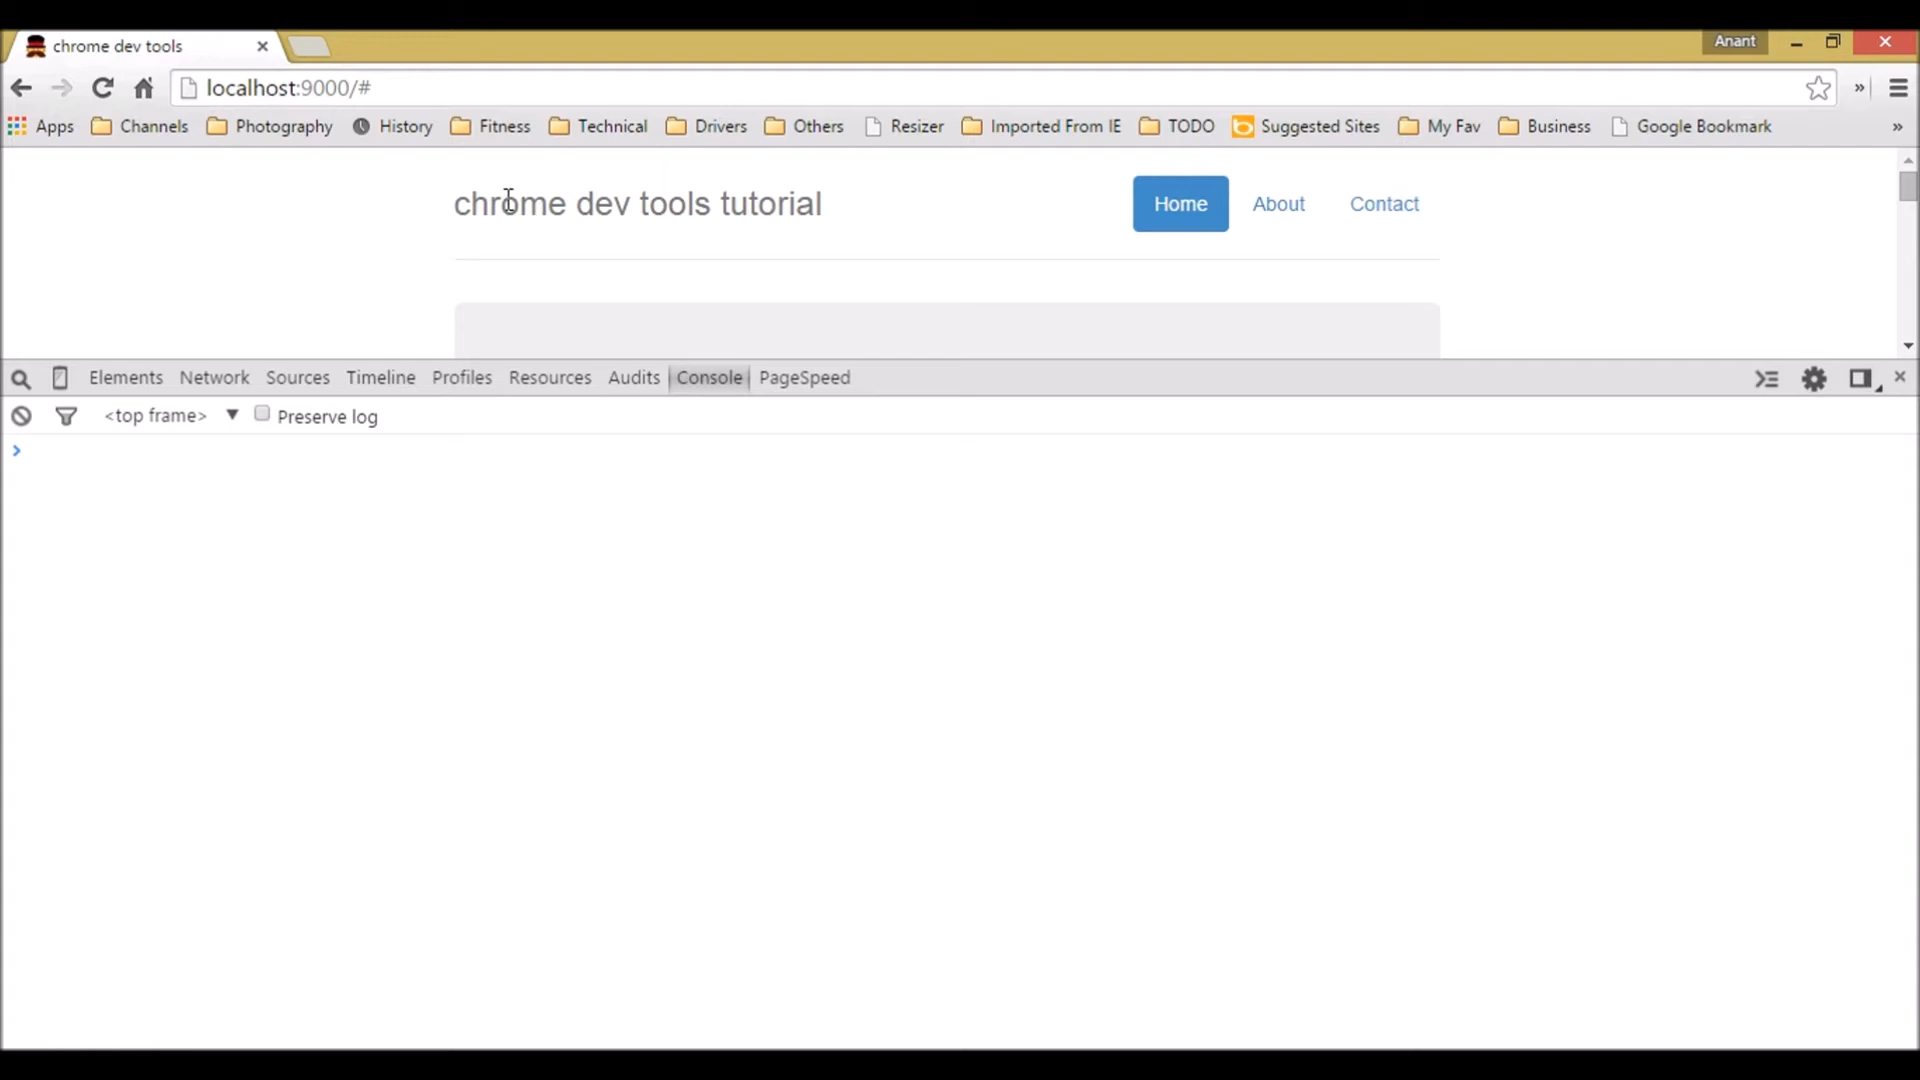 chrome dev tools
Anant
localhost:9000/#
Apps Channels Photography History Fitness Technical Drivers Others Resizer Imported From IE TODO Suggested Sites My Fav Business Google Bookmark »
chrome dev tools tutorial
Home About Contact
Elements Network Sources Timeline Profiles Resources Audits Console PageSpeed
<top frame> Preserve log